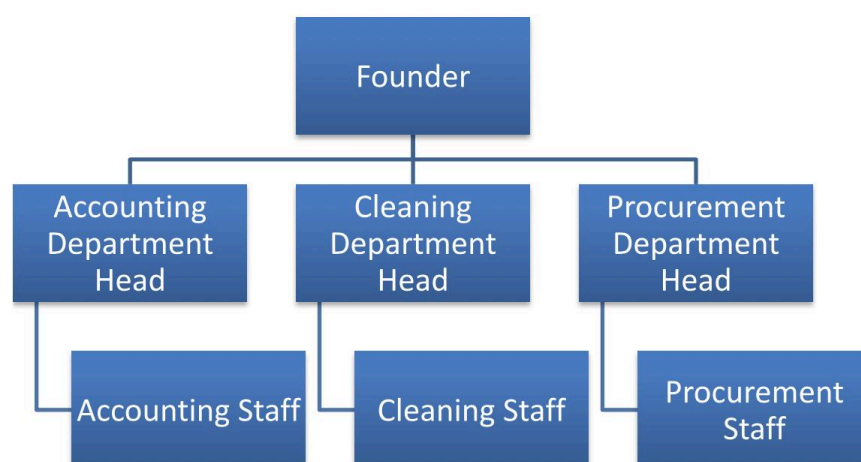 Founder
Accounting
Department
Head
Cleaning
Department
Head
Procurement
Department
Head
Accounting Staff
Cleaning Staff
Procurement
Staff